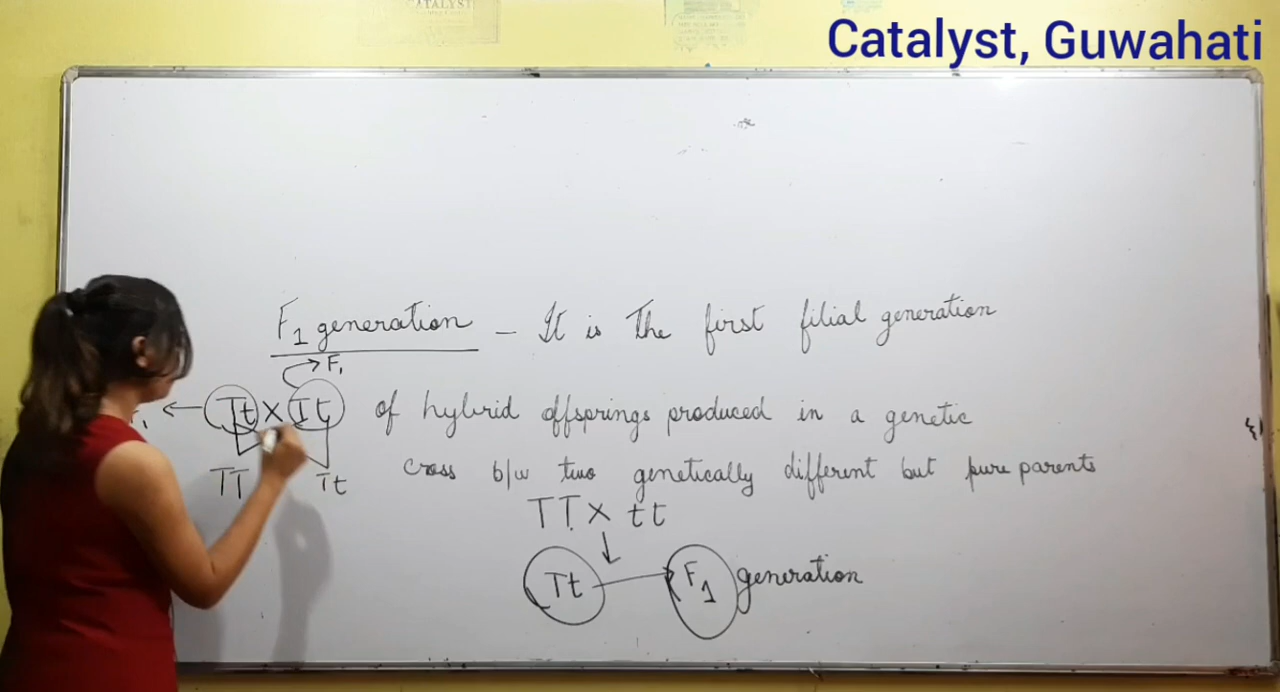 CATALYST
Catalyst, Guwahati
F1 generation – It is the first filial generation
F1
Tt × Tt of hybrid offsprings produced in a genetic
cross b/w two genetically different but pure parents
TT Tt
TT × tt
Tt F1 generation